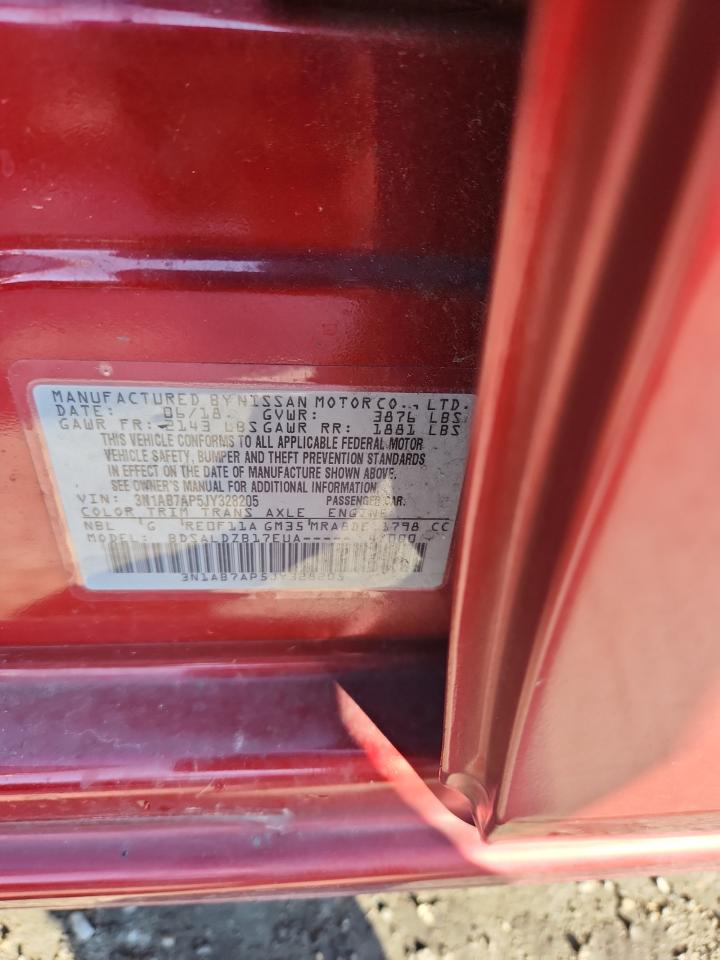 MANUFACTURED BY NISSAN MOTOR CO., LTD.
DATE: 06/18 GVWR: 3876 LBS
GAWR FR: 2143 LBS GAWR RR: 1881 LBS
THIS VEHICLE CONFORMS TO ALL APPLICABLE FEDERAL MOTOR
VEHICLE SAFETY, BUMPER AND THEFT PREVENTION STANDARDS
IN EFFECT ON THE DATE OF MANUFACTURE SHOWN ABOVE.
SEE OWNER'S MANUAL FOR ADDITIONAL INFORMATION.
VIN: 3N1AB7AP5JY328205 PASSENGER CAR
COLOR TRIM TRANS AXLE ENGINE
NBL G RE0F11A GM35 MRA8DE 1798 CC
MODEL: BDSALDZB17EUA-----
3N1AB7AP5JY328205